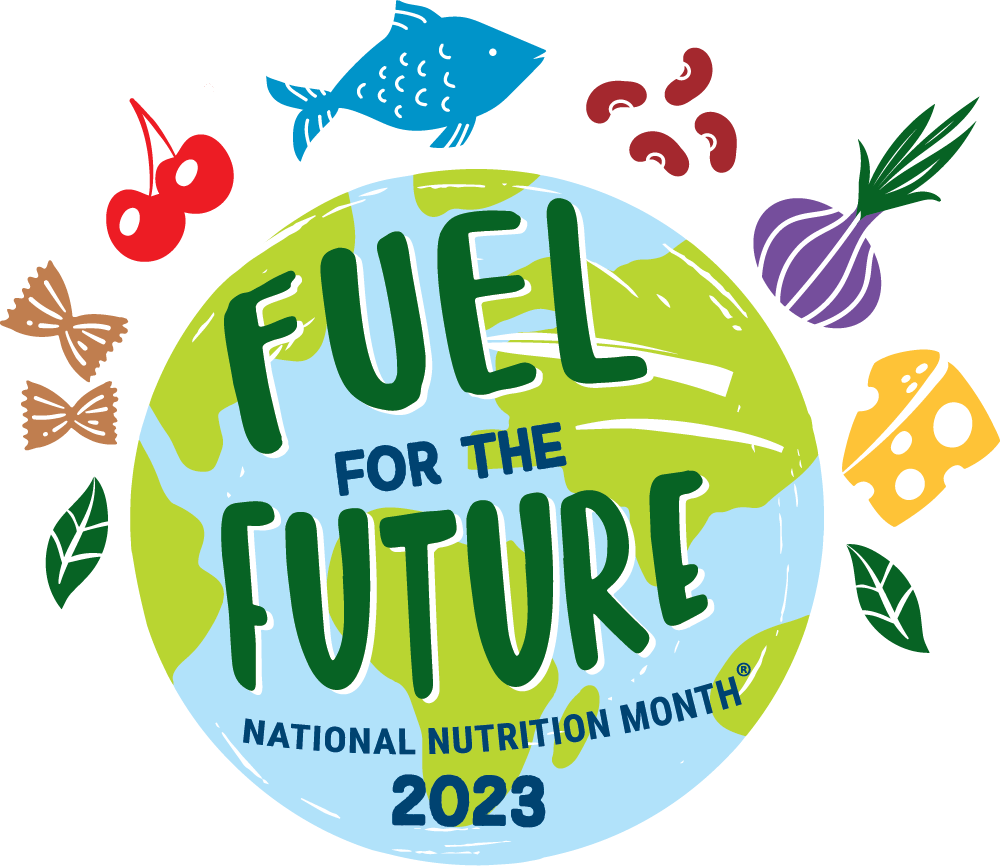 FUEL
FOR THE
FUTURE
NATIONAL NUTRITION MONTH®
2023